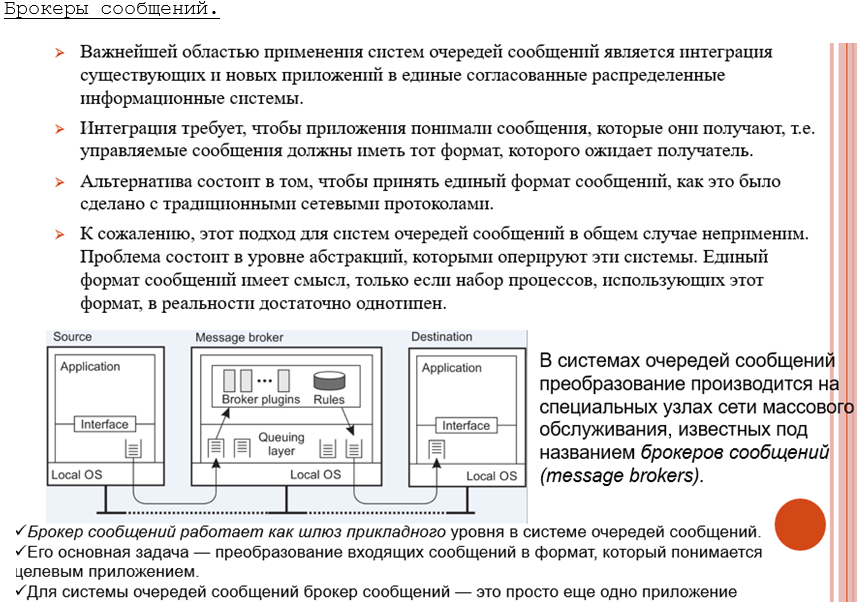 Брокеры сообщений.
Важнейшей областью применения систем очередей сообщений является интеграция
существующих и новых приложений в единые согласованные распределенные
информационные системы.
Интеграция требует, чтобы приложения понимали сообщения, которые они получают, т.е.
управляемые сообщения должны иметь тот формат, которого ожидает получатель.
Альтернатива состоит в том, чтобы принять единый формат сообщений, как это было
сделано с традиционными сетевыми протоколами.
К сожалению, этот подход для систем очередей сообщений в общем случае неприменим.
Проблема состоит в уровне абстракций, которыми оперируют эти системы. Единый
формат сообщений имеет смысл, только если набор процессов, использующих этот
формат, в реальности достаточно однотипен.
Source
Application
Interface
Local OS
Message broker
Broker plugins
Rules
Queuing
layer
Local OS
Destination
Application
Interface
Local OS
В системах очередей сообщений
преобразование производится на
специальных узлах сети массового
обслуживания, известных под
названием брокеров сообщений
(message brokers).
✓Брокер сообщений работает как шлюз прикладного уровня в системе очередей сообщений.
✓Его основная задача — преобразование входящих сообщений в формат, который понимается
целевым приложением.
✓Для системы очередей сообщений брокер сообщений — это просто еще одно приложение